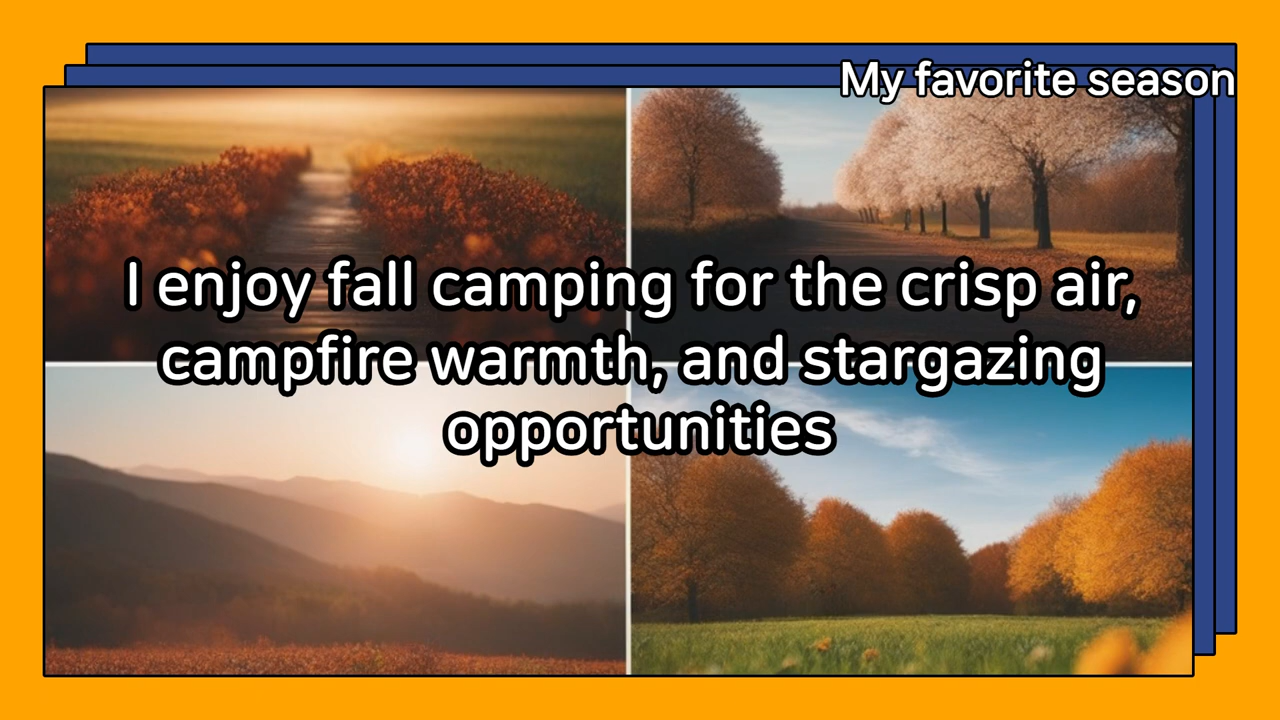 My favorite season
I enjoy fall camping for the crisp air,
campfire warmth, and stargazing
opportunities